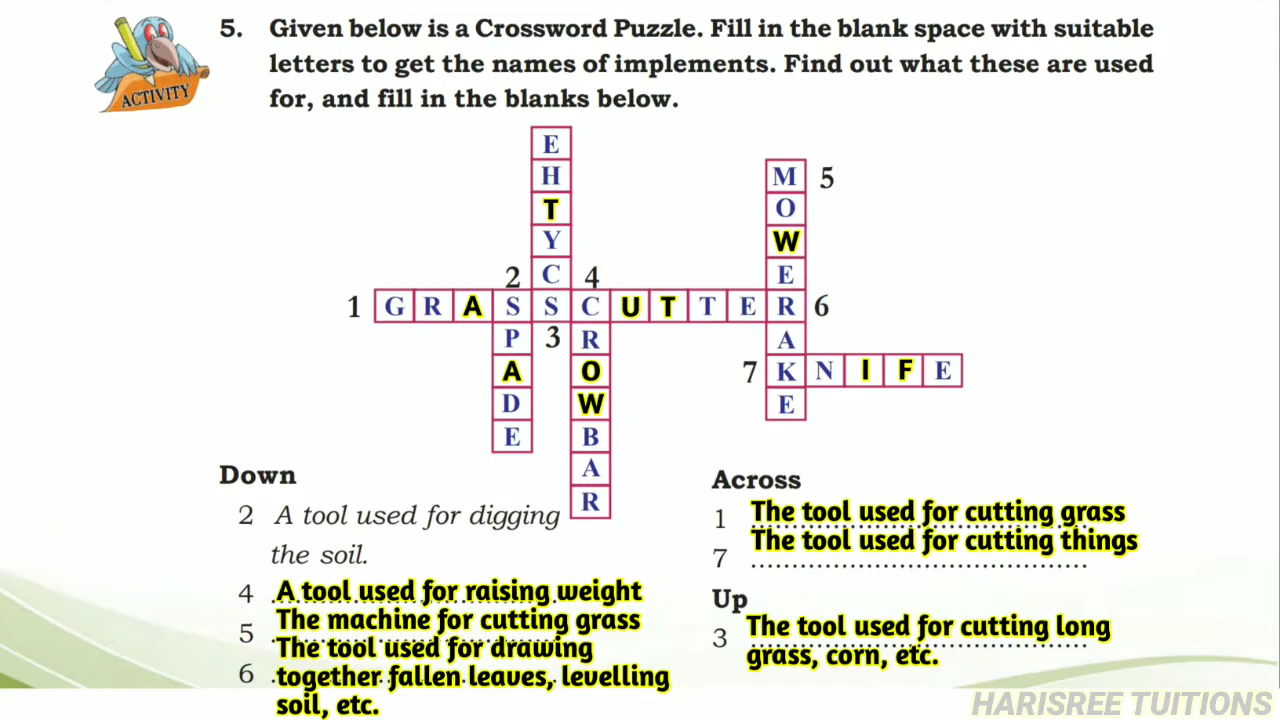 5. Given below is a Crossword Puzzle. Fill in the blank space with suitable
letters to get the names of implements. Find out what these are used
for, and fill in the blanks below.
ACTIVITY
E
H
M 5
T
O
Y
W
2 C 4
E
1 G R A S S C U T T E R 6
P 3 R
A
A O
7 K N I F E
D W
E
E B
A
R
Down
2 A tool used for digging
the soil.
4 A tool used for raising weight
5 The machine for cutting grass
6 The tool used for drawing
together fallen leaves, levelling
soil, etc.
Across
1 The tool used for cutting grass
7 The tool used for cutting things
Up
3 The tool used for cutting long
grass, corn, etc.
HARISREE TUITIONS